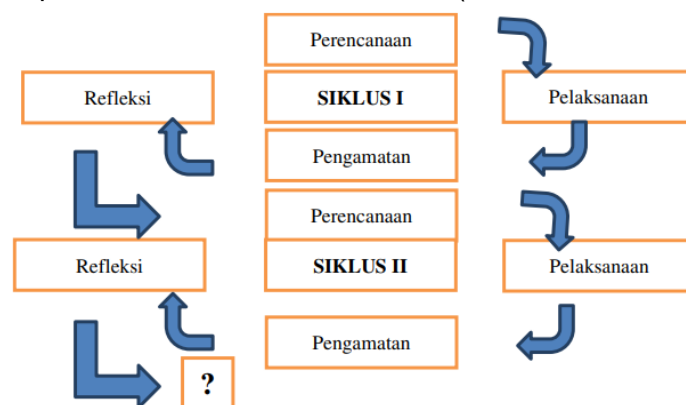 Perencanaan
Refleksi
SIKLUS I
Pelaksanaan
Pengamatan
Perencanaan
Refleksi
SIKLUS II
Pelaksanaan
Pengamatan
?